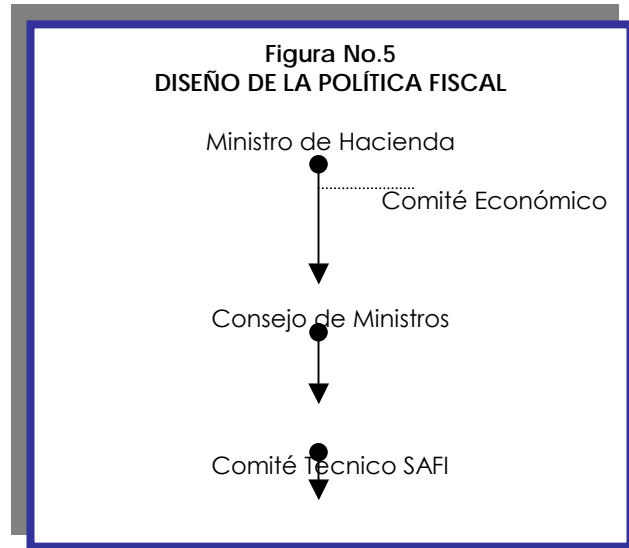 Figura No.5
DISEÑO DE LA POLÍTICA FISCAL
Ministro de Hacienda
Comité Económico
Consejo de Ministros
Comité Técnico SAFI